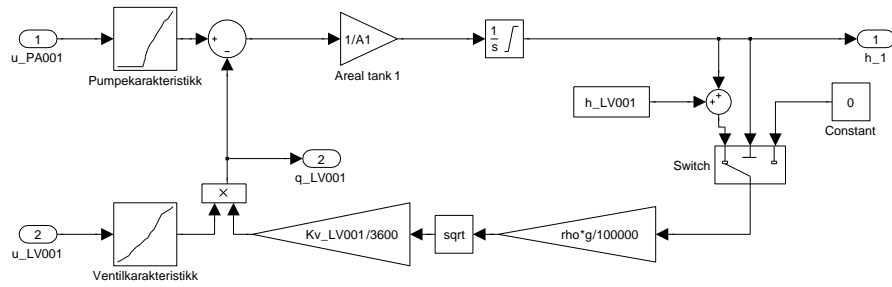 1
u_PA001
Pumpekarakteristikk
+
−
1/A1
Areal tank 1
1
s
1
h_1
h_LV001
+
+
0
Constant
Switch
2
q_LV001
×
2
u_LV001
Ventilkarakteristikk
Kv_LV001/3600
sqrt
rho*g/100000